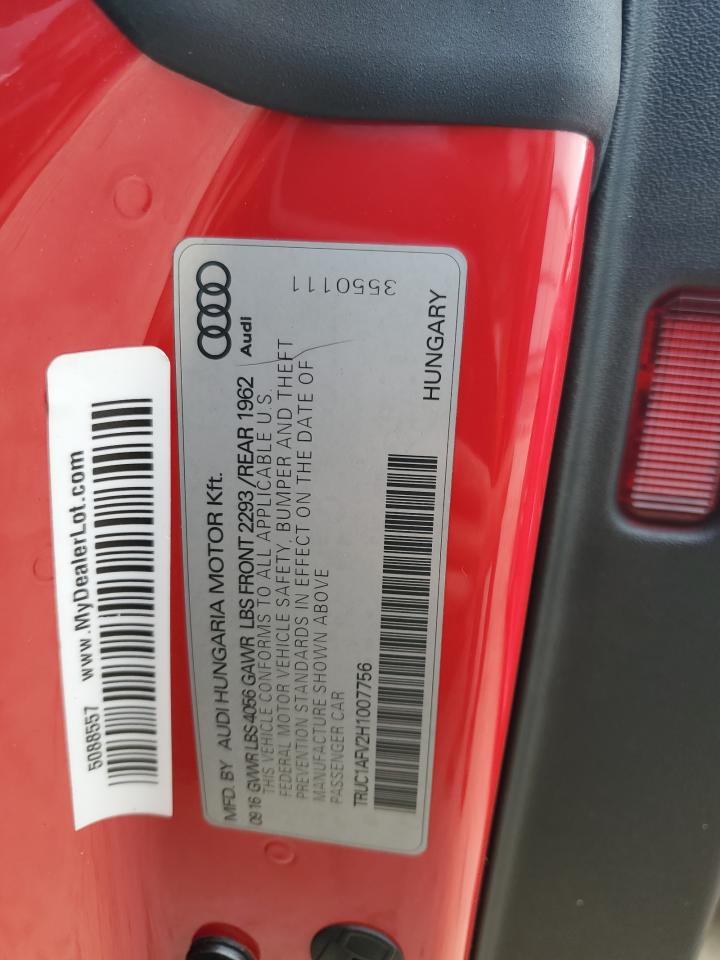 www.MyDealerLot.com
5088557
Audi
3550111
MFD. BY AUDI HUNGARIA MOTOR Kft.
09 16 GVWR LBS 4056 GAWR LBS FRONT 2293 /REAR 1962
THIS VEHICLE CONFORMS TO ALL APPLICABLE U.S.
FEDERAL MOTOR VEHICLE SAFETY, BUMPER AND THEFT
PREVENTION STANDARDS IN EFFECT ON THE DATE OF
MANUFACTURE SHOWN ABOVE
PASSENGER CAR
TRUC1AFV2H1007756
HUNGARY